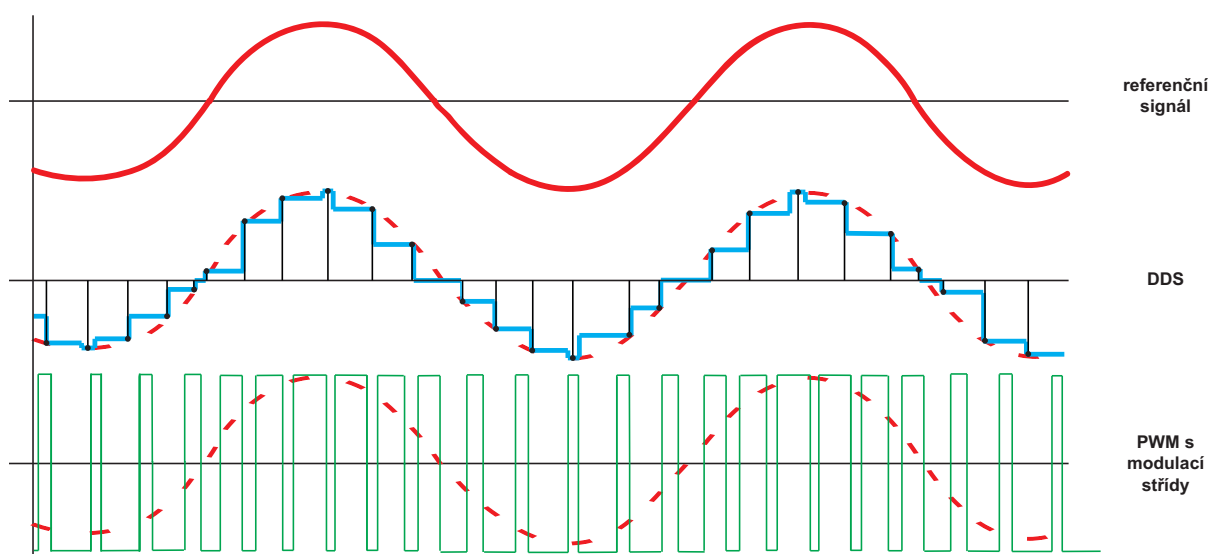 referenční
signál
DDS
PWM s
modulací
střídy